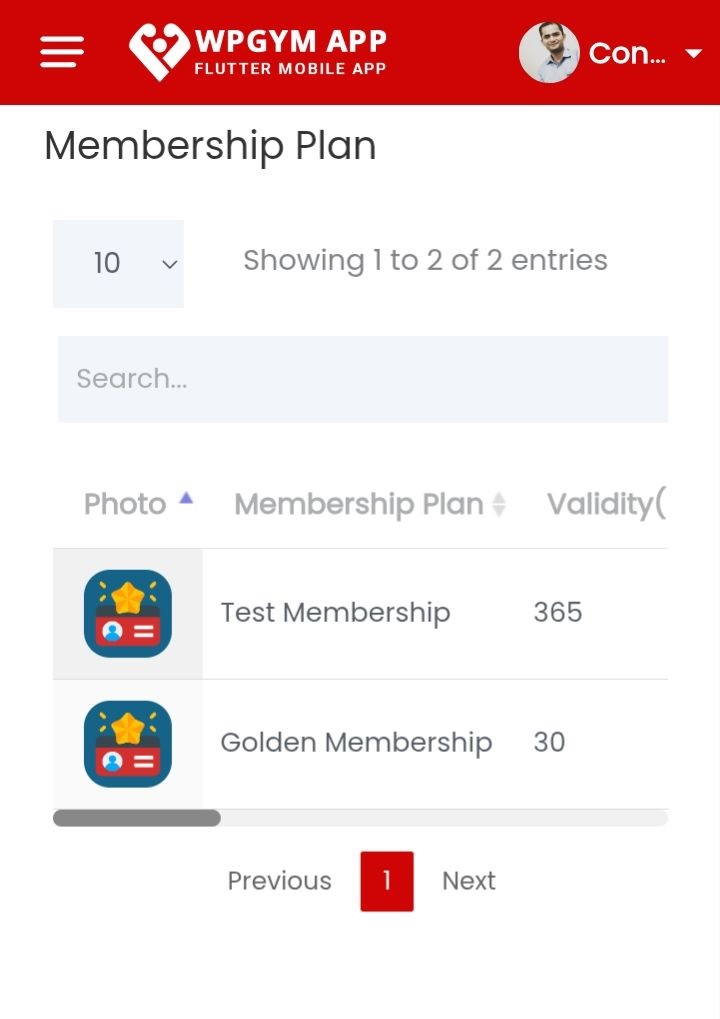 WPGYM APP
FLUTTER MOBILE APP
Con...
Membership Plan
10
Showing 1 to 2 of 2 entries
Search...
Photo Membership Plan Validity(
Test Membership 365
Golden Membership 30
Previous 1 Next